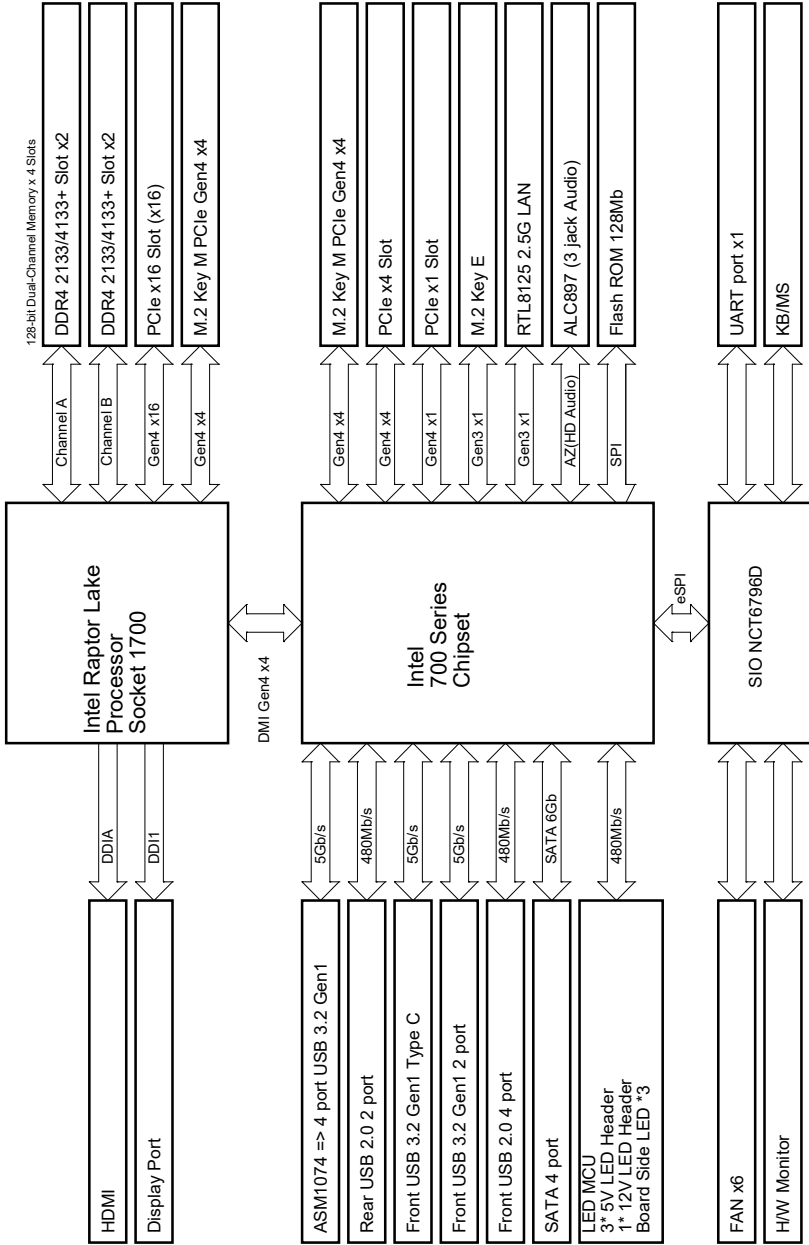 128-bit Dual-Channel Memory x 4 Slots
HDMI
DDIA
Intel Raptor Lake
Processor
Socket 1700
Channel A
DDR4 2133/4133+ Slot x2
Display Port
DDI1
Channel B
DDR4 2133/4133+ Slot x2
Gen4 x16
PCIe x16 Slot (x16)
Gen4 x4
M.2 Key M PCIe Gen4 x4
DMI Gen4 x4
ASM1074 => 4 port USB 3.2 Gen1
5Gb/s
Intel
700 Series
Chipset
Gen4 x4
M.2 Key M PCIe Gen4 x4
Rear USB 2.0 2 port
480Mb/s
Gen4 x4
PCIe x4 Slot
Front USB 3.2 Gen1 Type C
5Gb/s
Gen4 x1
PCIe x1 Slot
Front USB 3.2 Gen1 2 port
5Gb/s
Gen3 x1
M.2 Key E
Front USB 2.0 4 port
480Mb/s
Gen3 x1
RTL8125 2.5G LAN
SATA 4 port
SATA 6Gb
AZ(HD Audio)
ALC897 (3 jack Audio)
LED MCU
3* 5V LED Header
1* 12V LED Header
Board Side LED *3
480Mb/s
SPI
Flash ROM 128Mb
eSPI
FAN x6
SIO NCT6796D
UART port x1
H/W Monitor
KB/MS